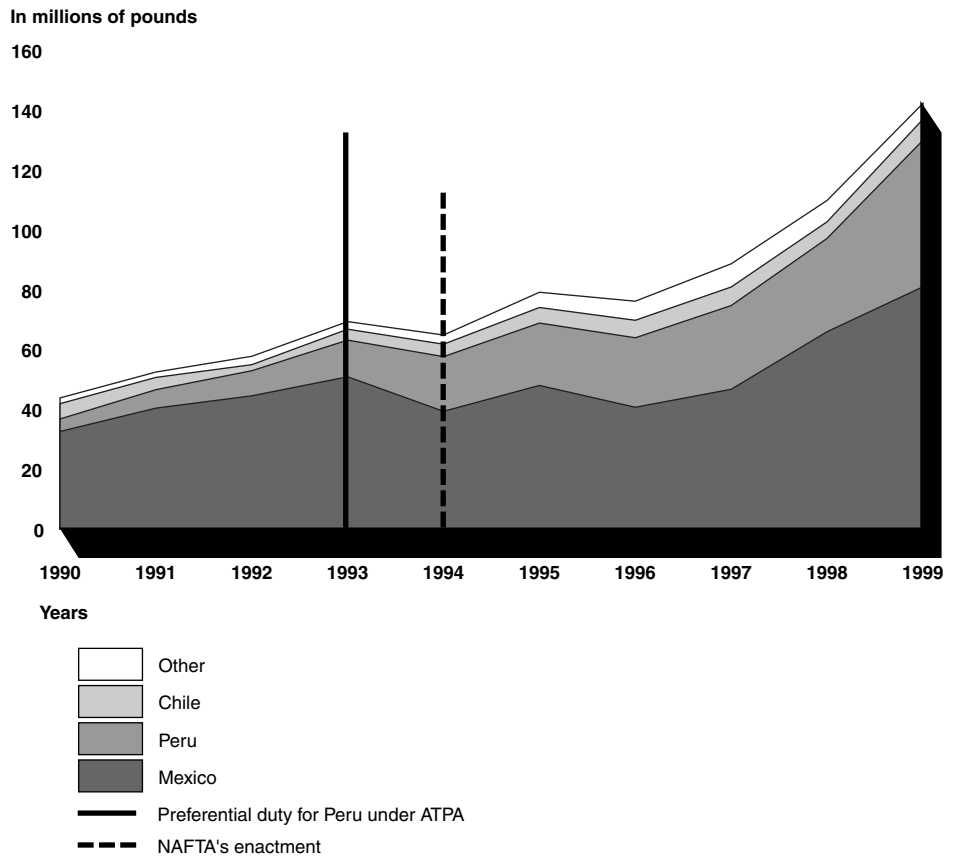 In millions of pounds
160
140
120
100
80
60
40
20
0
1990 1991 1992 1993 1994 1995 1996 1997 1998 1999
Years
Other
Chile
Peru
Mexico
Preferential duty for Peru under ATPA
NAFTA's enactment